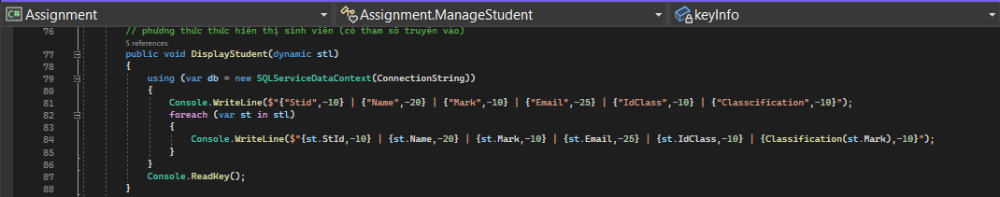 C# Assignment Assignment.ManageStudent keyInfo
76 // phương thức thức hiển thị sinh viên (có tham số truyền vào)
5 references
77 public void DisplayStudent(dynamic stl)
78 {
79 using (var db = new SQLServiceDataContext(ConnectionString))
80 {
81 Console.WriteLine($"{"Stid",-10} | {"Name",-20} | {"Mark",-10} | {"Email",-25} | {"IdClass",-10} | {"Classcification",-10}");
82 foreach (var st in stl)
83 {
84 Console.WriteLine($"{st.StId,-10} | {st.Name,-20} | {st.Mark,-10} | {st.Email,-25} | {st.IdClass,-10} | {Classification(st.Mark),-10}");
85 }
86 }
87 Console.ReadKey();
88 }